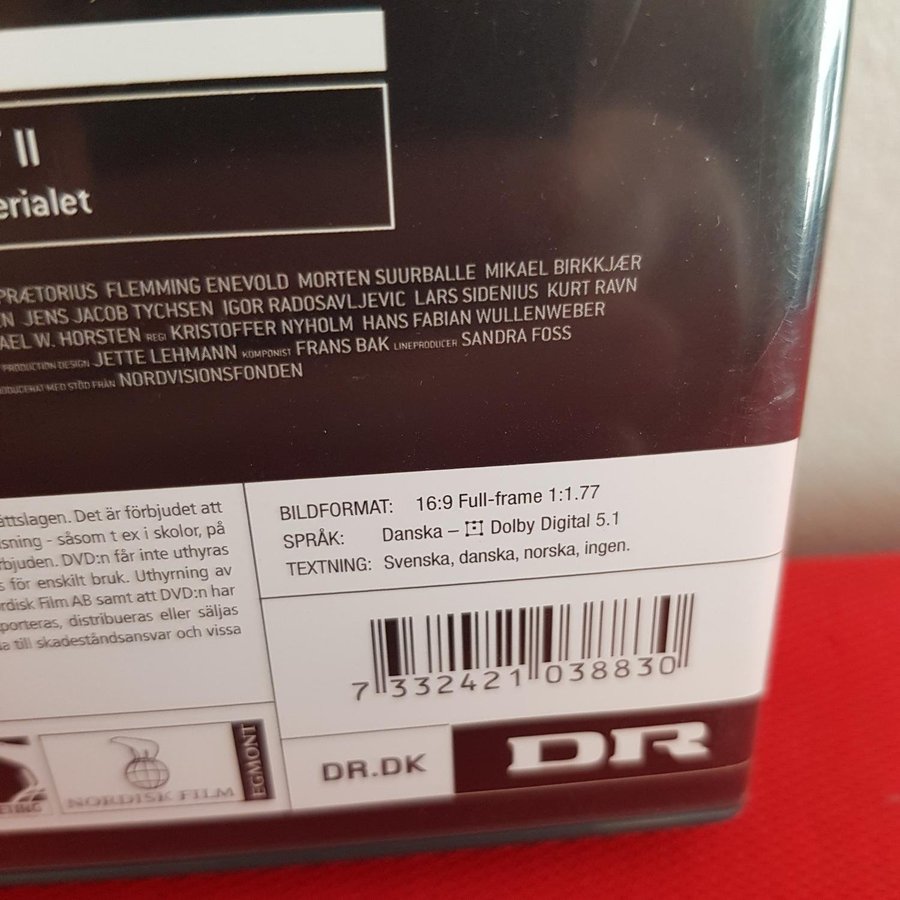 II
erialet
PRÆTORIUS FLEMMING ENEVOLD MORTEN SUURBALLE MIKAEL BIRKKJÆR
EN JENS JACOB TYCHSEN IGOR RADOSAVLJEVIC LARS SIDENIUS KURT RAVN
AEL W. HORSTEN REGI KRISTOFFER NYHOLM HANS FABIAN WULLENWEBER
PRODUCTION DESIGN JETTE LEHMANN KOMPONIST FRANS BAK LINEPRODUCER SANDRA FOSS
ODUCERAT MED STÖD FRÅN NORDVISIONSFONDEN
ättslagen. Det är förbjudet att
isning - såsom t ex i skolor, på
rbjuden. DVD:n får inte uthyras
s för enskilt bruk. Uthyrning av
rdisk Film AB samt att DVD:n har
porteras, distribueras eller säljas
a till skadeståndsansvar och vissa
BILDFORMAT: 16:9 Full-frame 1:1.77
SPRÅK: Danska – Dolby Digital 5.1
TEXTNING: Svenska, danska, norska, ingen.
7 332421 038830
NORDISK FILM
EGMONT
DR.DK
DR